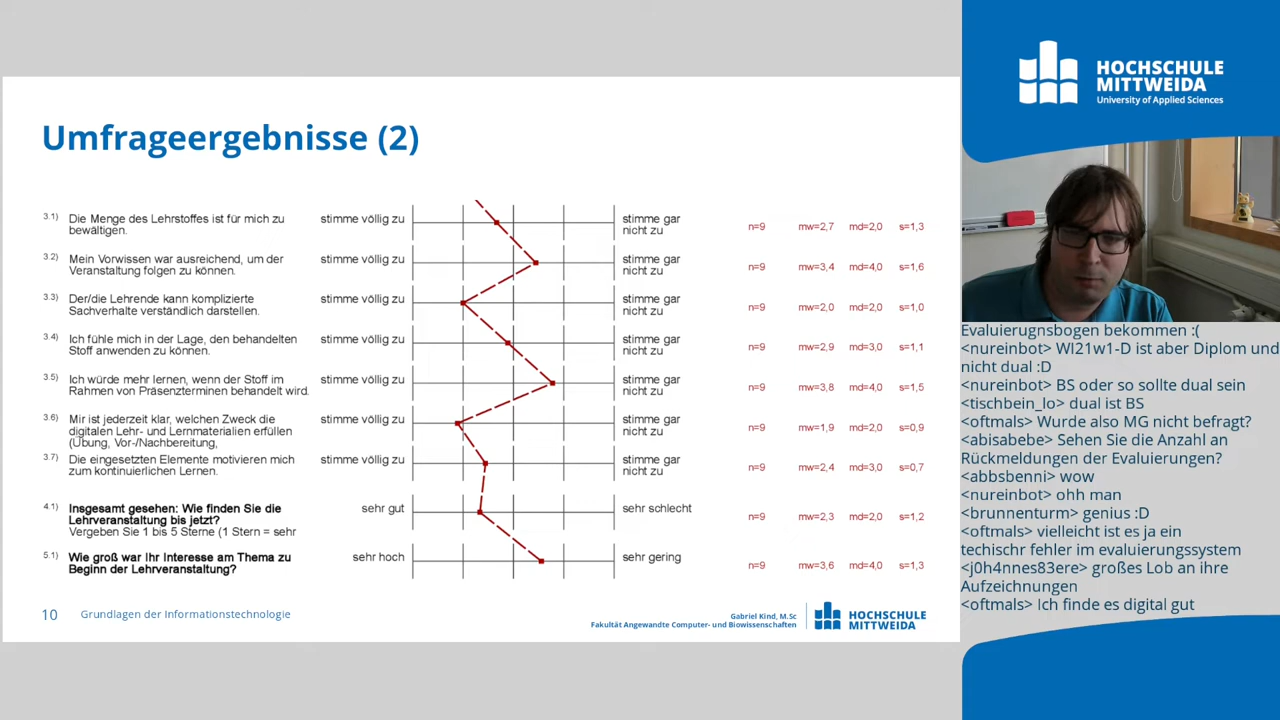 HOCHSCHULE
MITTWEIDA
University of Applied Sciences
Umfrageergebnisse (2)
3.1) Die Menge des Lehrstoffes ist für mich zu
bewältigen.
stimme völlig zu
stimme gar
nicht zu
n=9 mw=2,7 md=2,0 s=1,3
3.2) Mein Vorwissen war ausreichend, um der
Veranstaltung folgen zu können.
stimme völlig zu
stimme gar
nicht zu
n=9 mw=3,4 md=4,0 s=1,6
3.3) Der/die Lehrende kann komplizierte
Sachverhalte verständlich darstellen.
stimme völlig zu
stimme gar
nicht zu
n=9 mw=2,0 md=2,0 s=1,0
3.4) Ich fühle mich in der Lage, den behandelten
Stoff anwenden zu können.
stimme völlig zu
stimme gar
nicht zu
n=9 mw=2,9 md=3,0 s=1,1
3.5) Ich würde mehr lernen, wenn der Stoff im
Rahmen von Präsenzterminen behandelt wird.
stimme völlig zu
stimme gar
nicht zu
n=9 mw=3,8 md=4,0 s=1,5
3.6) Mir ist jederzeit klar, welchen Zweck die
digitalen Lehr- und Lernmaterialien erfüllen
(Übung, Vor-/Nachbereitung,
stimme völlig zu
stimme gar
nicht zu
n=9 mw=1,9 md=2,0 s=0,9
3.7) Die eingesetzten Elemente motivieren mich
zum kontinuierlichen Lernen.
stimme völlig zu
stimme gar
nicht zu
n=9 mw=2,4 md=3,0 s=0,7
4.1) Insgesamt gesehen: Wie finden Sie die
Lehrveranstaltung bis jetzt?
Vergeben Sie 1 bis 5 Sterne (1 Stern = sehr
sehr gut
sehr schlecht
n=9 mw=2,3 md=2,0 s=1,2
5.1) Wie groß war Ihr Interesse am Thema zu
Beginn der Lehrveranstaltung?
sehr hoch
sehr gering
n=9 mw=3,6 md=4,0 s=1,3
10 Grundlagen der Informationstechnologie
Gabriel Kind, M.Sc
Fakultät Angewandte Computer- und Biowissenschaften
HOCHSCHULE
MITTWEIDA
Evaluierugnsbogen bekommen :(
<nureinbot> WI21w1-D ist aber Diplom und
nicht dual :D
<nureinbot> BS oder so sollte dual sein
<tischbein_lo> dual ist BS
<oftmals> Wurde also MG nicht befragt?
<abisabebe> Sehen Sie die Anzahl an
Rückmeldungen der Evaluierungen?
<abbsbenni> wow
<nureinbot> ohh man
<brunnenturm> genius :D
<oftmals> vielleicht ist es ja ein
techischr fehler im evaluierungssystem
<j0h4nnes83ere> großes Lob an ihre
Aufzeichnungen
<oftmals> Ich finde es digital gut